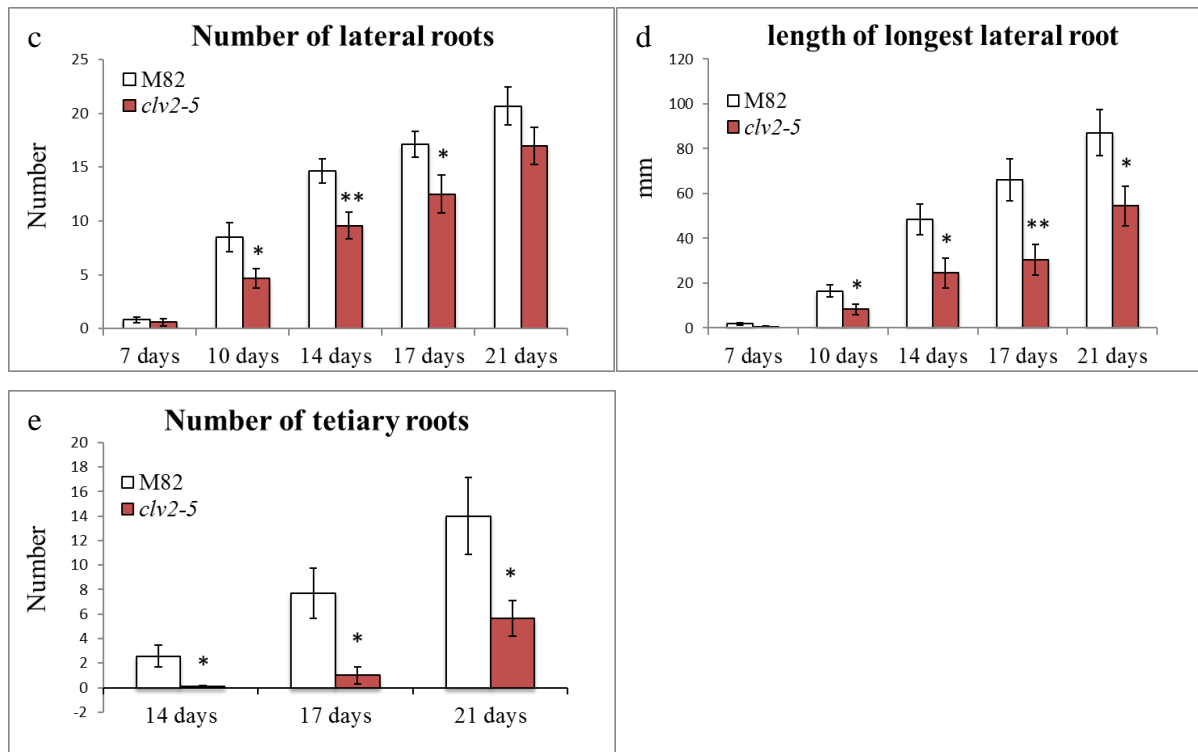 c
Number of lateral roots
25
20
15
10
5
0
Number
M82
clv2-5
*
**
*
7 days 10 days 14 days 17 days 21 days
d
length of longest lateral root
120
100
80
60
40
20
0
mm
M82
clv2-5
*
*
**
*
7 days 10 days 14 days 17 days 21 days
e
Number of tetiary roots
20
18
16
14
12
10
8
6
4
2
0
-2
Number
M82
clv2-5
*
*
*
14 days 17 days 21 days